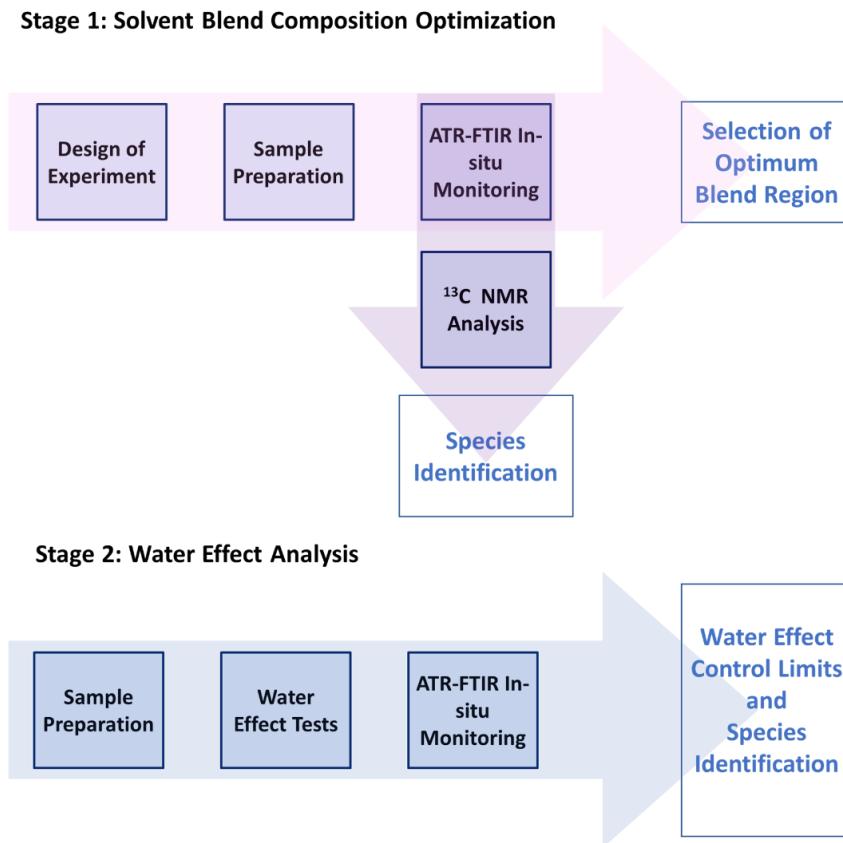 Stage 1: Solvent Blend Composition Optimization
Design of
Experiment
Sample
Preparation
ATR-FTIR In-
situ
Monitoring
Selection of
Optimum
Blend Region
¹³C NMR
Analysis
Species
Identification
Stage 2: Water Effect Analysis
Sample
Preparation
Water
Effect Tests
ATR-FTIR In-
situ
Monitoring
Water Effect
Control Limits
and
Species
Identification